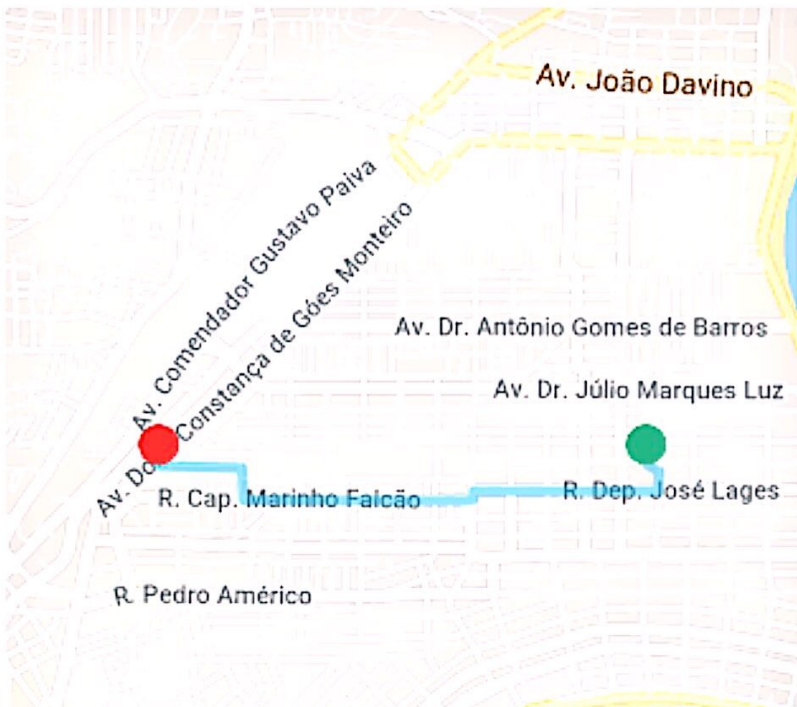 Av. João Davino
Av. Comendador Gustavo Paiva
Constança de Góes Monteiro
Av. Do
Av. Dr. Antônio Gomes de Barros
Av. Dr. Júlio Marques Luz
R. Cap. Marinho Falcão
R. Dep. José Lages
R. Pedro Américo